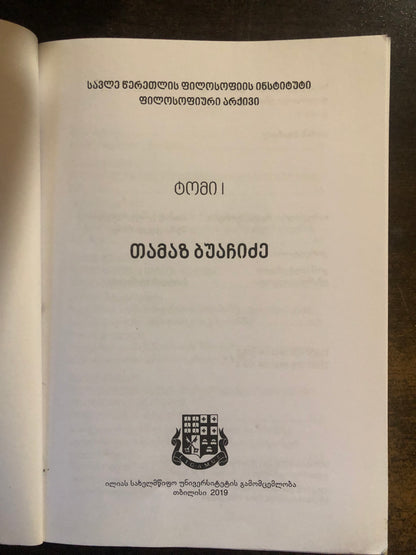 სავლე წერეთლის ფილოსოფიის ინსტიტუტი
ფილოსოფიური არქივი
ტომი I
თამაზ ბუაჩიძე
ილიას სახელმწიფო უნივერსიტეტის გამომცემლობა
თბილისი 2019